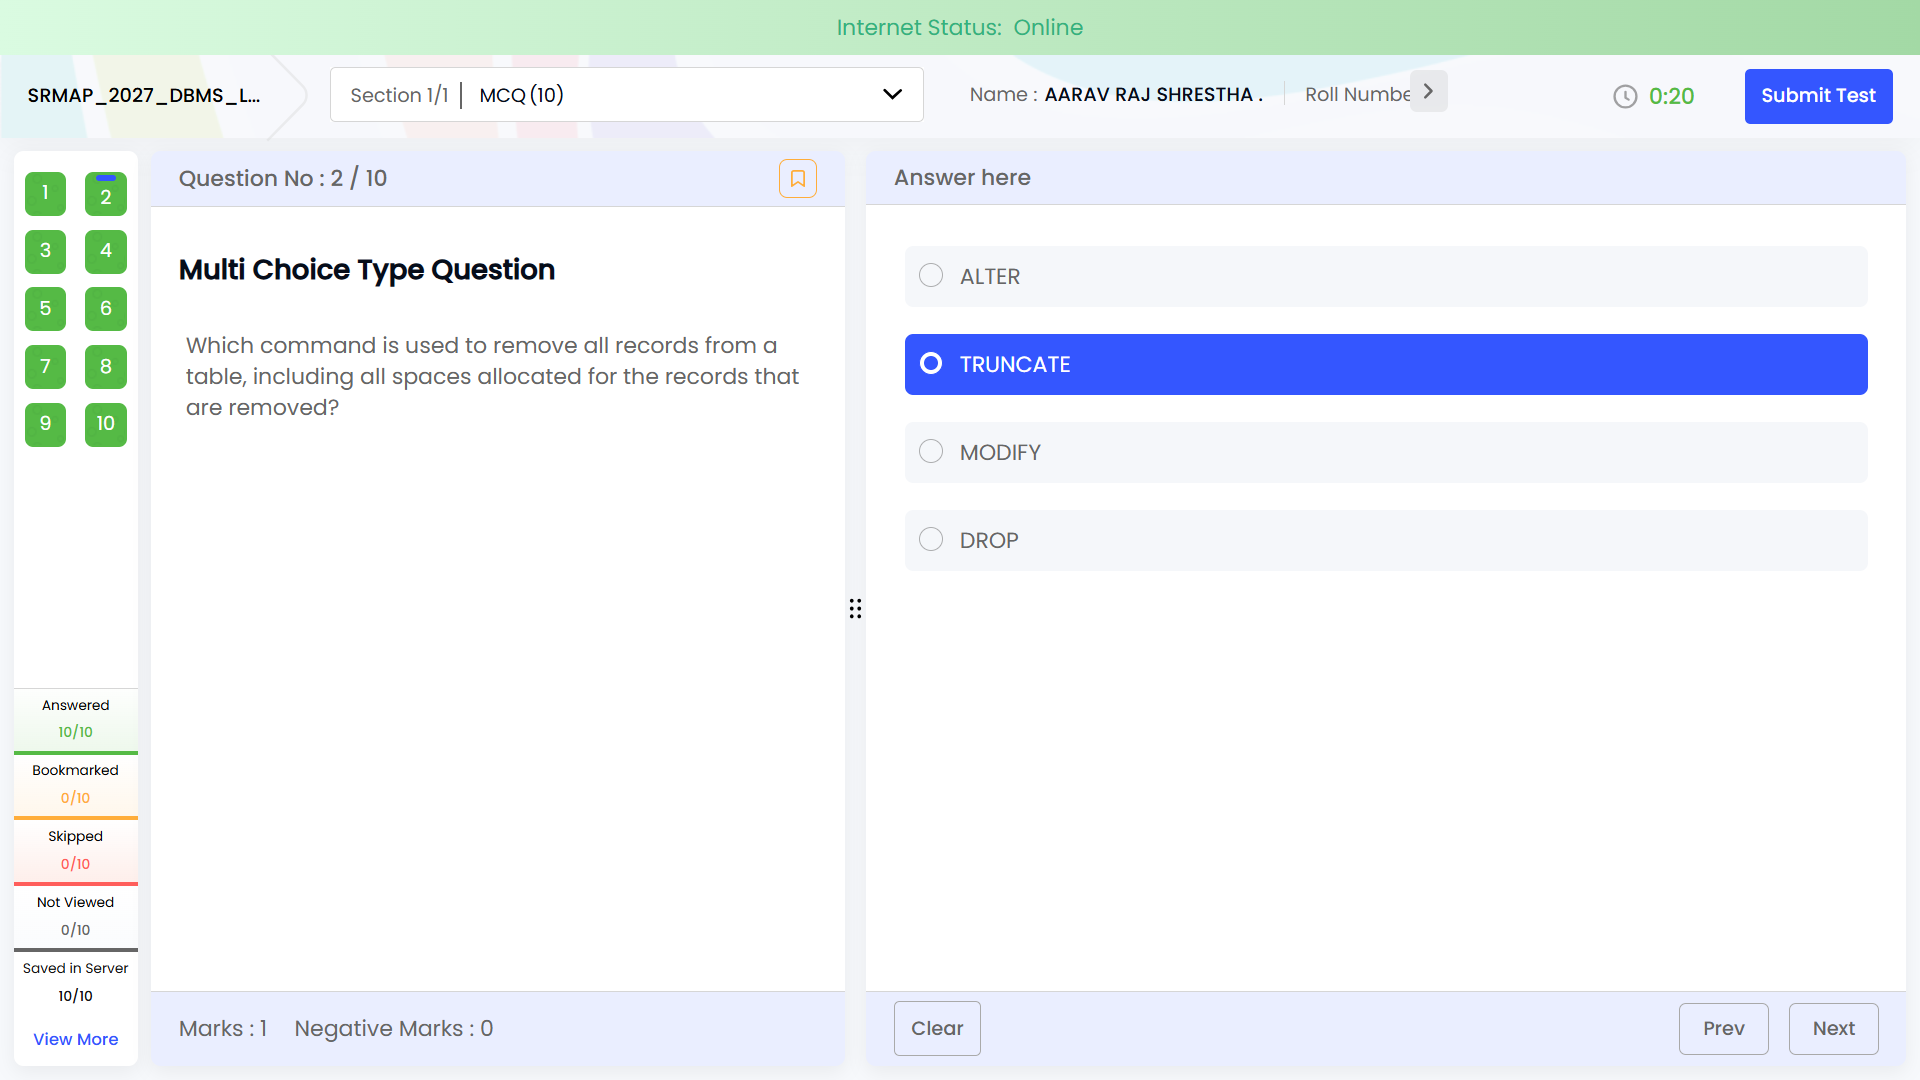 Internet Status: Online
SRMAP_2027_DBMS_L...
Section 1/1 | MCQ (10)
Name : AARAV RAJ SHRESTHA .
Roll Numbe
0:20
Submit Test
1 2
3 4
5 6
7 8
9 10
Answered
10/10
Bookmarked
0/10
Skipped
0/10
Not Viewed
0/10
Saved in Server
10/10
View More
Question No : 2 / 10
Multi Choice Type Question
Which command is used to remove all records from a
table, including all spaces allocated for the records that
are removed?
Marks : 1 Negative Marks : 0
Answer here
ALTER
TRUNCATE
MODIFY
DROP
Clear
Prev
Next